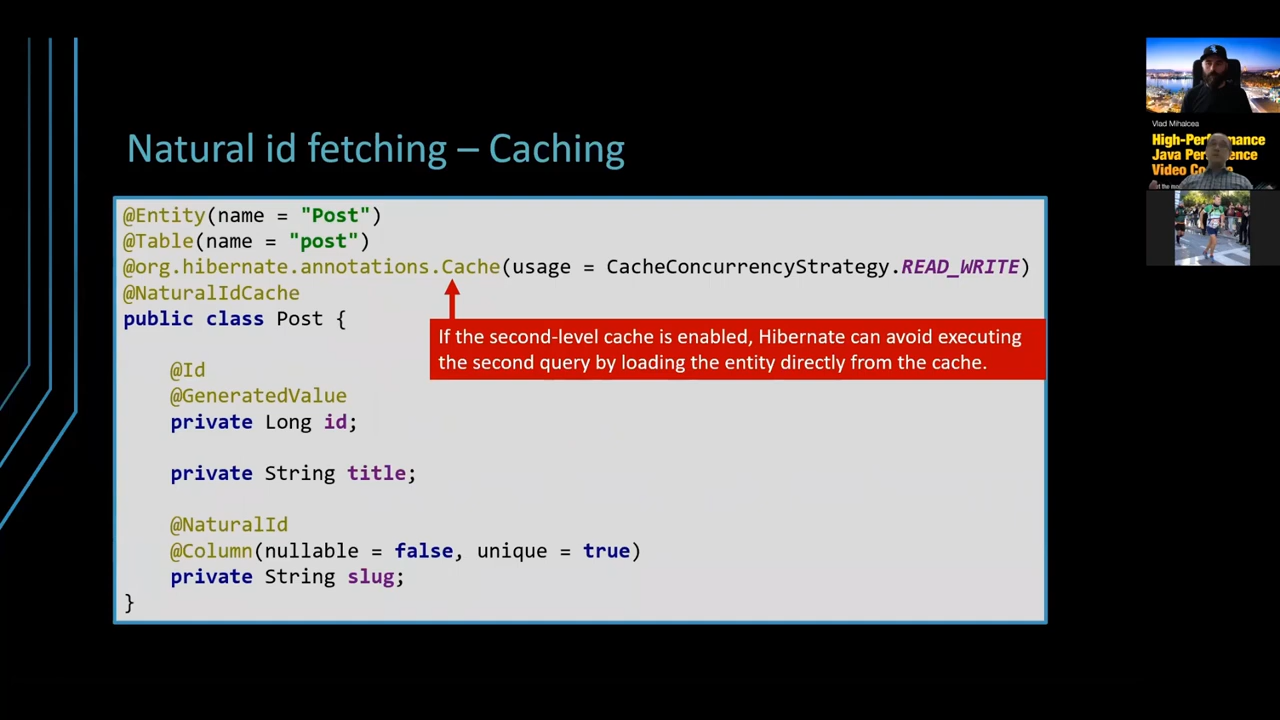 Natural id fetching – Caching
@Entity(name = "Post")
@Table(name = "post")
@org.hibernate.annotations.Cache(usage = CacheConcurrencyStrategy.READ_WRITE)
@NaturalIdCache
public class Post {
If the second-level cache is enabled, Hibernate can avoid executing
the second query by loading the entity directly from the cache.
@Id
@GeneratedValue
private Long id;
private String title;
@NaturalId
@Column(nullable = false, unique = true)
private String slug;
}
Vlad Mihalcea
Java
Video